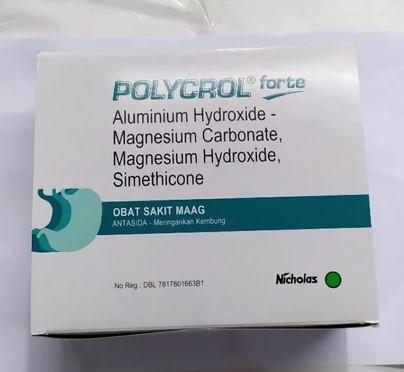 POLYCROL® forte
Aluminium Hydroxide -
Magnesium Carbonate,
Magnesium Hydroxide,
Simethicone
OBAT SAKIT MAAG
ANTASIDA - Meringankan Kembung
No Reg : DBL 7817801663B1
Nicholas